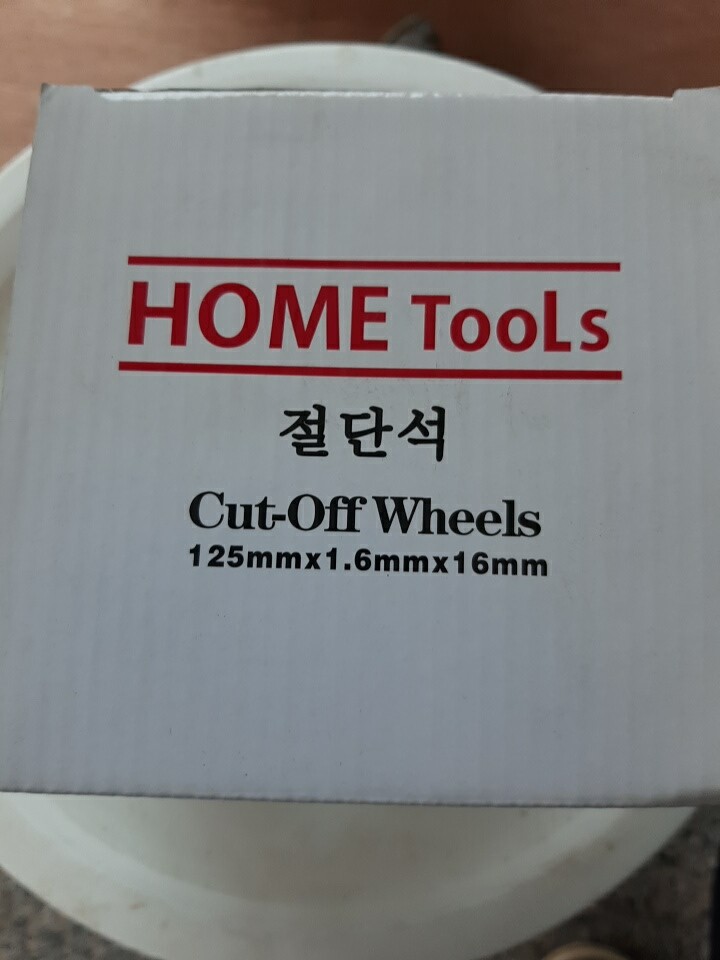 HOME TooLs
절단석
Cut-Off Wheels
125mmx1.6mmx16mm